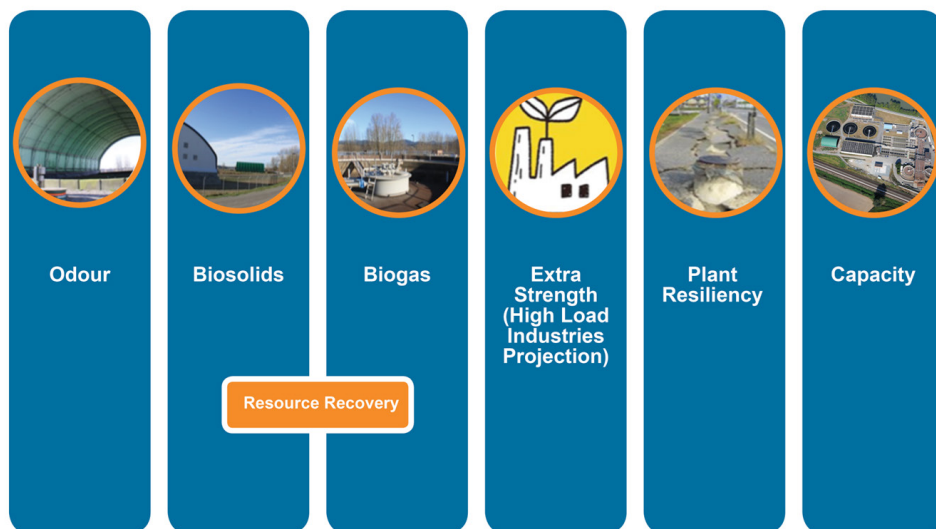 Odour
Biosolids
Biogas
Extra
Strength
(High Load
Industries
Projection)
Plant
Resiliency
Capacity
Resource Recovery